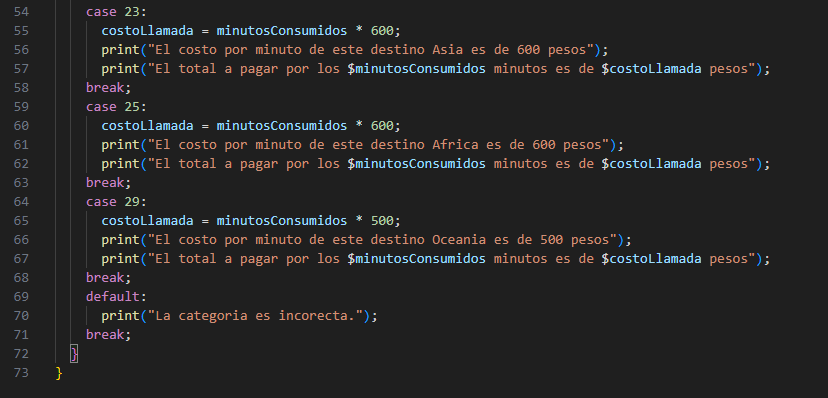 54 case 23:
55 costoLlamada = minutosConsumidos * 600;
56 print("El costo por minuto de este destino Asia es de 600 pesos");
57 print("El total a pagar por los $minutosConsumidos minutos es de $costoLlamada pesos");
58 break;
59 case 25:
60 costoLlamada = minutosConsumidos * 600;
61 print("El costo por minuto de este destino Africa es de 600 pesos");
62 print("El total a pagar por los $minutosConsumidos minutos es de $costoLlamada pesos");
63 break;
64 case 29:
65 costoLlamada = minutosConsumidos * 500;
66 print("El costo por minuto de este destino Oceania es de 500 pesos");
67 print("El total a pagar por los $minutosConsumidos minutos es de $costoLlamada pesos");
68 break;
69 default:
70 print("La categoria es incorecta.");
71 break;
72 }
73 }